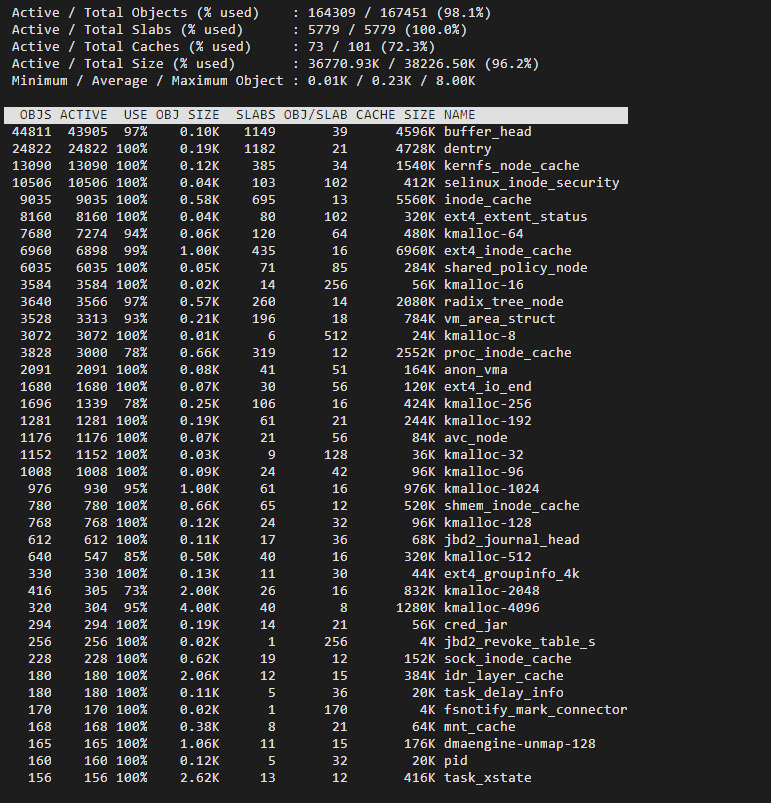 Active / Total Objects (% used)    : 164309 / 167451 (98.1%)
Active / Total Slabs (% used)      : 5779 / 5779 (100.0%)
Active / Total Caches (% used)     : 73 / 101 (72.3%)
Active / Total Size (% used)       : 36770.93K / 38226.50K (96.2%)
Minimum / Average / Maximum Object : 0.01K / 0.23K / 8.00K

OBJS ACTIVE USE OBJ SIZE SLABS OBJ/SLAB CACHE SIZE NAME
44811 43905 97% 0.10K 1149 39 4596K buffer_head
24822 24822 100% 0.19K 1182 21 4728K dentry
13090 13090 100% 0.12K 385 34 1540K kernfs_node_cache
10506 10506 100% 0.04K 103 102 412K selinux_inode_security
9035 9035 100% 0.58K 695 13 5560K inode_cache
8160 8160 100% 0.04K 80 102 320K ext4_extent_status
7680 7274 94% 0.06K 120 64 480K kmalloc-64
6960 6898 99% 1.00K 435 16 6960K ext4_inode_cache
6035 6035 100% 0.05K 71 85 284K shared_policy_node
3584 3584 100% 0.02K 14 256 56K kmalloc-16
3640 3566 97% 0.57K 260 14 2080K radix_tree_node
3528 3313 93% 0.21K 196 18 784K vm_area_struct
3072 3072 100% 0.01K 6 512 24K kmalloc-8
3828 3000 78% 0.66K 319 12 2552K proc_inode_cache
2091 2091 100% 0.08K 41 51 164K anon_vma
1680 1680 100% 0.07K 30 56 120K ext4_io_end
1696 1339 78% 0.25K 106 16 424K kmalloc-256
1281 1281 100% 0.19K 61 21 244K kmalloc-192
1176 1176 100% 0.07K 21 56 84K avc_node
1152 1152 100% 0.03K 9 128 36K kmalloc-32
1008 1008 100% 0.09K 24 42 96K kmalloc-96
976 930 95% 1.00K 61 16 976K kmalloc-1024
780 780 100% 0.66K 65 12 520K shmem_inode_cache
768 768 100% 0.12K 24 32 96K kmalloc-128
612 612 100% 0.11K 17 36 68K jbd2_journal_head
640 547 85% 0.50K 40 16 320K kmalloc-512
330 330 100% 0.13K 11 30 44K ext4_groupinfo_4k
416 305 73% 2.00K 26 16 832K kmalloc-2048
320 304 95% 4.00K 40 8 1280K kmalloc-4096
294 294 100% 0.19K 14 21 56K cred_jar
256 256 100% 0.02K 1 256 4K jbd2_revoke_table_s
228 228 100% 0.62K 19 12 152K sock_inode_cache
180 180 100% 2.06K 12 15 384K idr_layer_cache
180 180 100% 0.11K 5 36 20K task_delay_info
170 170 100% 0.02K 1 170 4K fsnotify_mark_connector
168 168 100% 0.38K 8 21 64K mnt_cache
165 165 100% 1.06K 11 15 176K dmaengine-unmap-128
160 160 100% 0.12K 5 32 20K pid
156 156 100% 2.62K 13 12 416K task_xstate